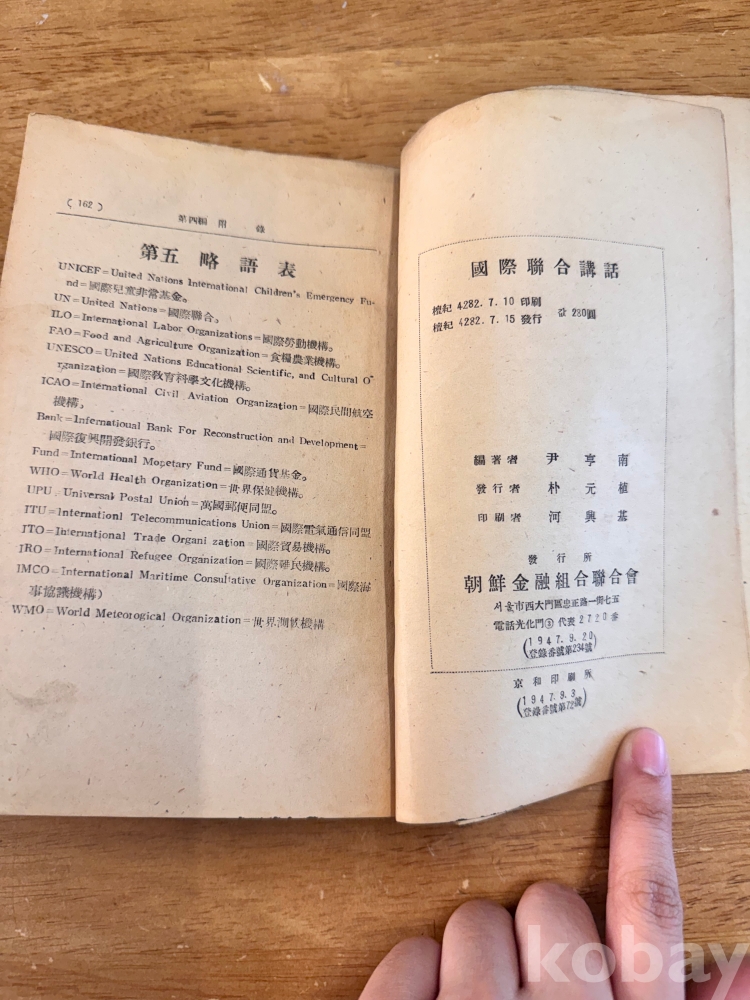 ( 162 )
第四編 附 錄
第五 略語表
UNICEF=United Nations International Children's Emergency Fu-
nd=國際兒童非常基金。
UN=United Nations=國際聯合。
ILO=International Labor Organizations=國際勞動機構。
FAO=Food and Agriculture Organization=食糧農業機構。
UNESCO=United Nations Educational Scientific, and Cultural O-
rganization=國際敎育科學文化機構。
ICAO=International Civil Aviation Organization=國際民間航空
機構,
Bank=Infernatioual Bank For Reconstruction and Development=
國際復興開發銀行。
Fund=International Mopetary Fund=國際通貨基金。
WHO=World Health Organization=世界保健機構。
UPU=Universal Postal Union=萬國郵便同盟。
ITU=Internationl Telecommunications Union=國際電氣通信同盟
ITO=International Trade Organi zation=國際貿易機構。
IRO=International Refugee Organization=國際難民機構。
IMCO=International Maritime Consultative Organization=國際海
事協議機構)
WMO=World Meteorological Organization=世界測候機構
國際聯合講話
檀紀 4282.7.10 印刷
檀紀 4282.7.15 發行 값 280圓
編著者 尹亨南
發行者 朴元植
印刷者 河興基
發行所
朝鮮金融組合聯合會
서울市西大門區忠正路一街七五
電話光化門③代表2720番
(1947.9.20
登錄番號第234號)
京和印刷所
(1947.9.3
登錄番號第72號)
kobay